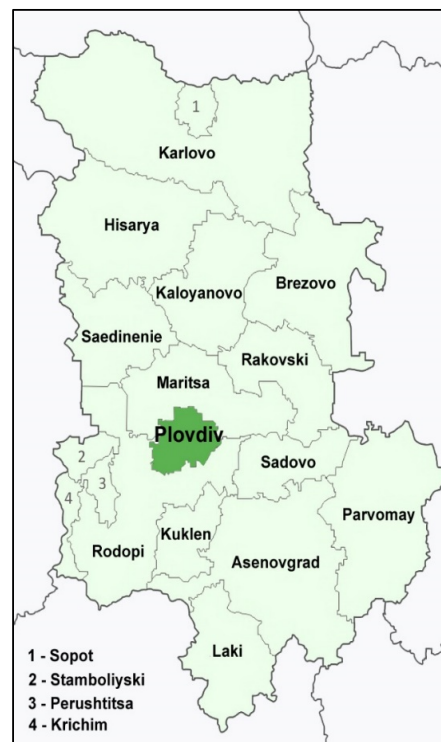 1
Karlovo
Hisarya
Kaloyanovo
Brezovo
Saedinenie
Rakovski
Maritsa
Plovdiv
2
Sadovo
3
4
Parvomay
Kuklen
Rodopi
Asenovgrad
Laki
1 - Sopot
2 - Stamboliyski
3 - Perushtitsa
4 - Krichim